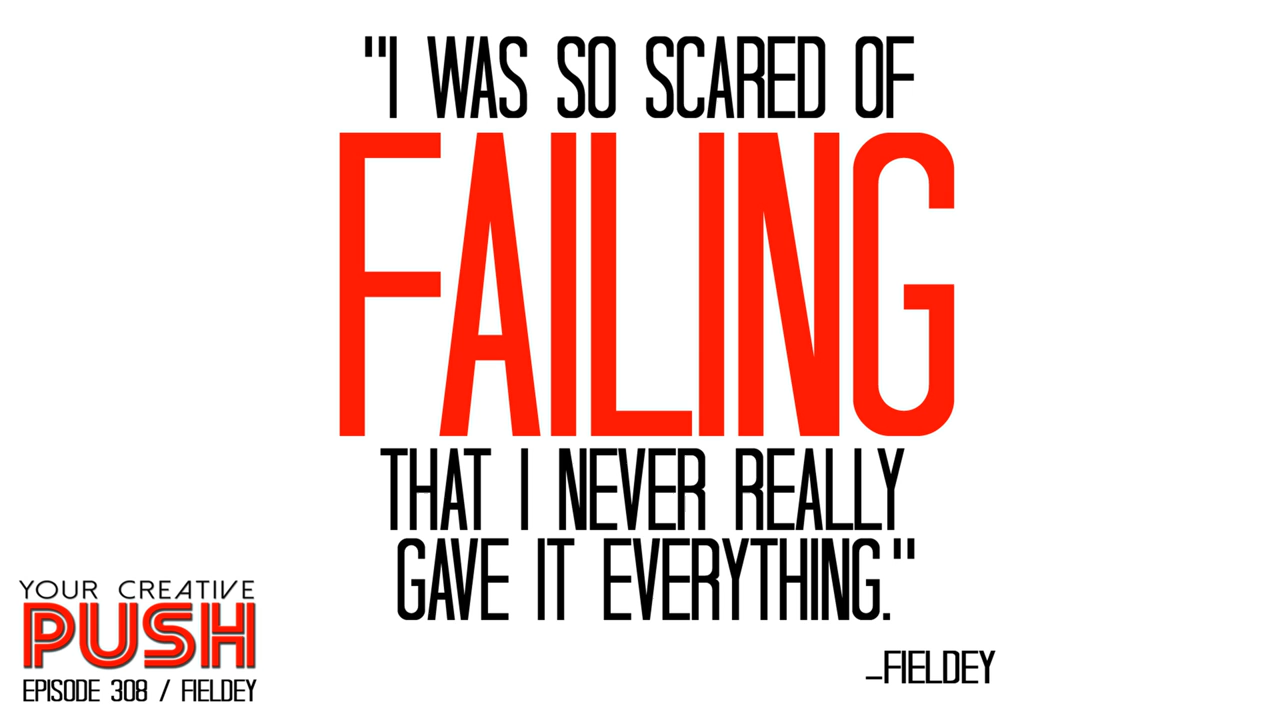 "I WAS SO SCARED OF
FAILING
THAT I NEVER REALLY
GAVE IT EVERYTHING."
–FIELDEY
YOUR CREATIVE
PUSH
EPISODE 308 / FIELDEY